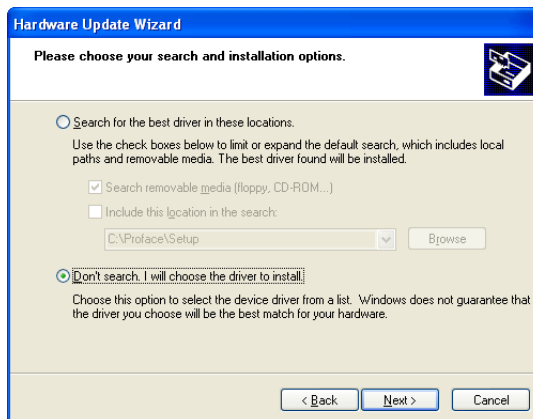 Hardware Update Wizard
Please choose your search and installation options.
Search for the best driver in these locations.
Use the check boxes below to limit or expand the default search, which includes local
paths and removable media. The best driver found will be installed.
Search removable media (floppy, CD-ROM...)
Include this location in the search:
C:\Proface\Setup
Browse
Don't search. I will choose the driver to install.
Choose this option to select the device driver from a list. Windows does not guarantee that
the driver you choose will be the best match for your hardware.
< Back Next > Cancel